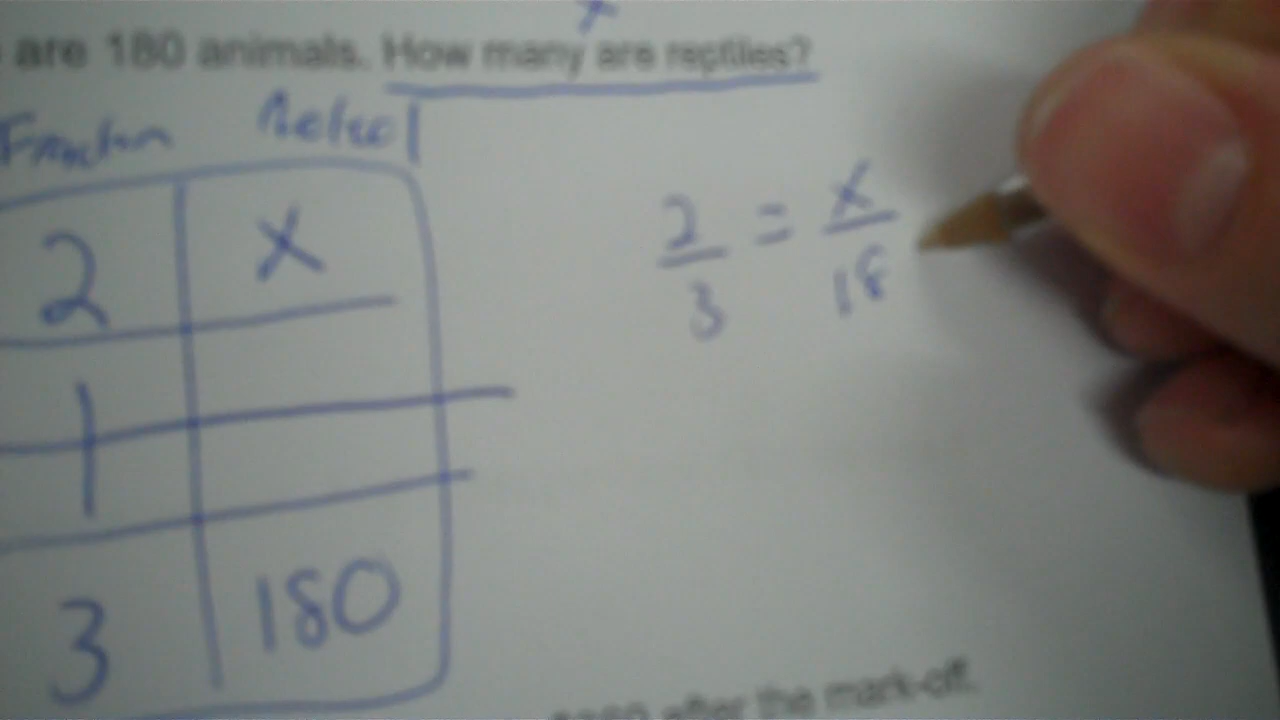 x
are 180 animals. How many are reptiles?
Fraction Actual
2 x
1
3 180
2/3 = x/18
after the mark-off.